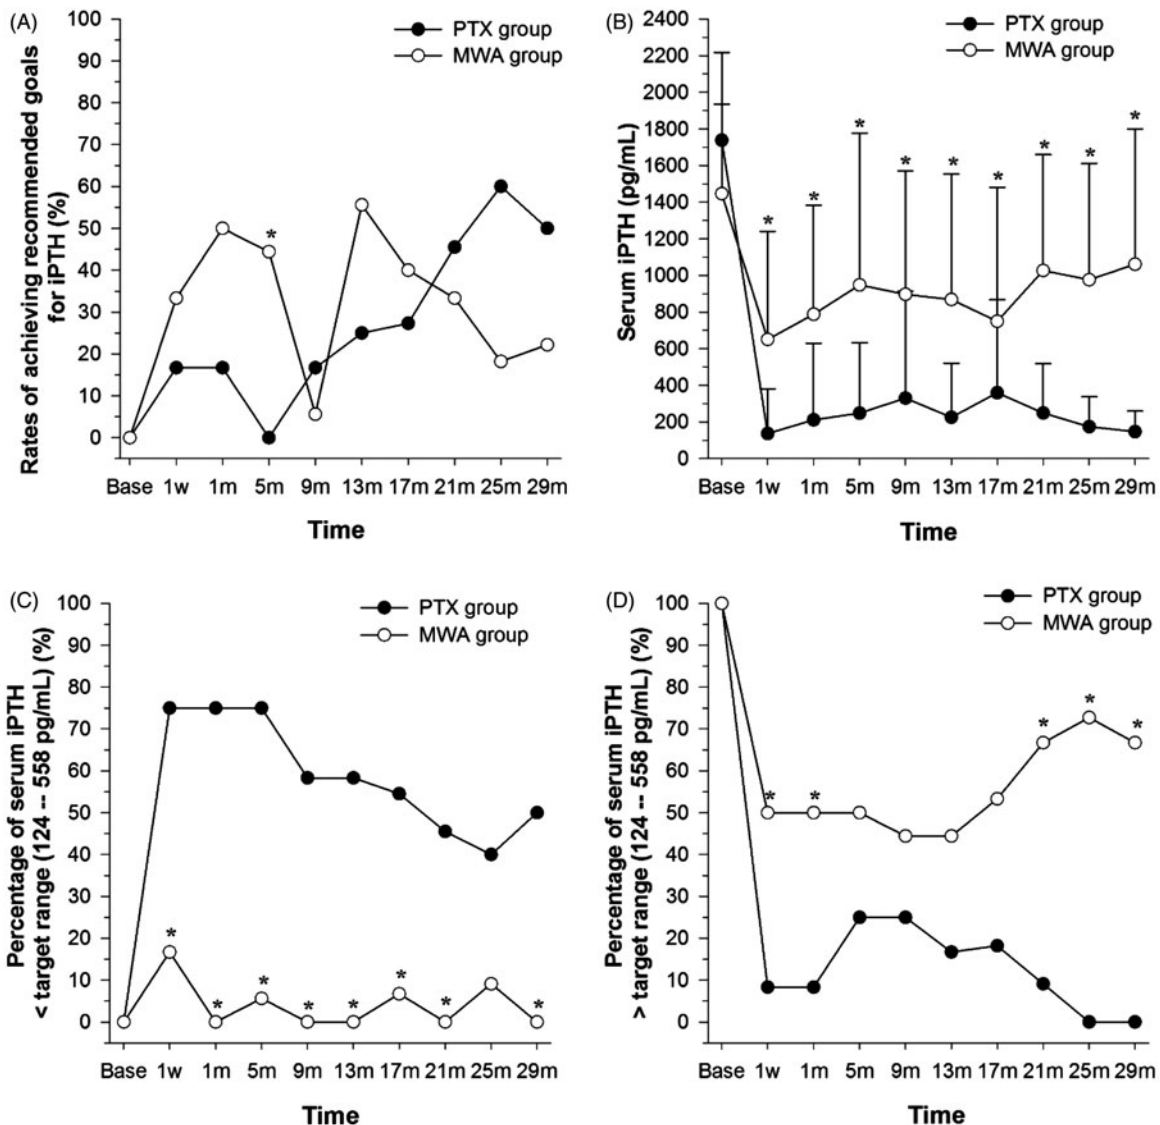 (A)
PTX group
MWA group
Rates of achieving recommended goals
for iPTH (%)
100
90
80
70
60
50
40
30
20
10
0
*
Base 1w 1m 5m 9m 13m 17m 21m 25m 29m
Time
(B)
PTX group
MWA group
Serum iPTH (pg/mL)
2400
2200
2000
1800
1600
1400
1200
1000
800
600
400
200
0
* * * * * * * * *
Base 1w 1m 5m 9m 13m 17m 21m 25m 29m
Time
(C)
PTX group
MWA group
Percentage of serum iPTH
< target range (124 -- 558 pg/mL) (%)
100
90
80
70
60
50
40
30
20
10
0
* * * * * * * *
Base 1w 1m 5m 9m 13m 17m 21m 25m 29m
Time
(D)
PTX group
MWA group
Percentage of serum iPTH
> target range (124 -- 558 pg/mL) (%)
100
90
80
70
60
50
40
30
20
10
0
* * * * *
Base 1w 1m 5m 9m 13m 17m 21m 25m 29m
Time